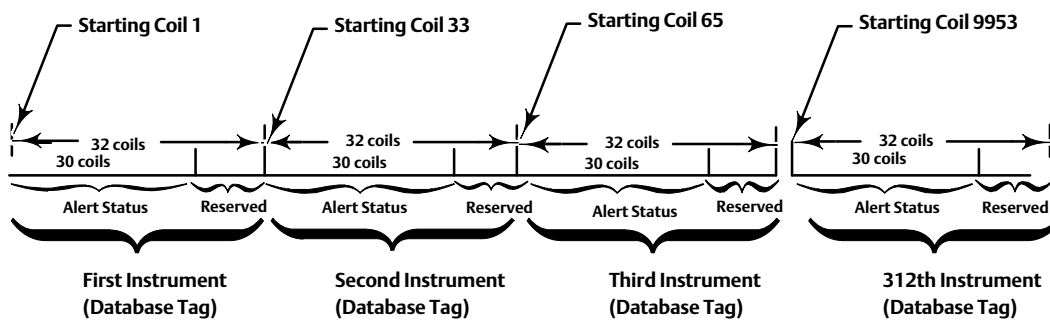 Starting Coil 1
Starting Coil 33
Starting Coil 65
Starting Coil 9953
32 coils
32 coils
32 coils
32 coils
30 coils
30 coils
30 coils
30 coils
Alert Status
Reserved
Alert Status
Reserved
Alert Status
Reserved
Alert Status
Reserved
First Instrument
(Database Tag)
Second Instrument
(Database Tag)
Third Instrument
(Database Tag)
312th Instrument
(Database Tag)